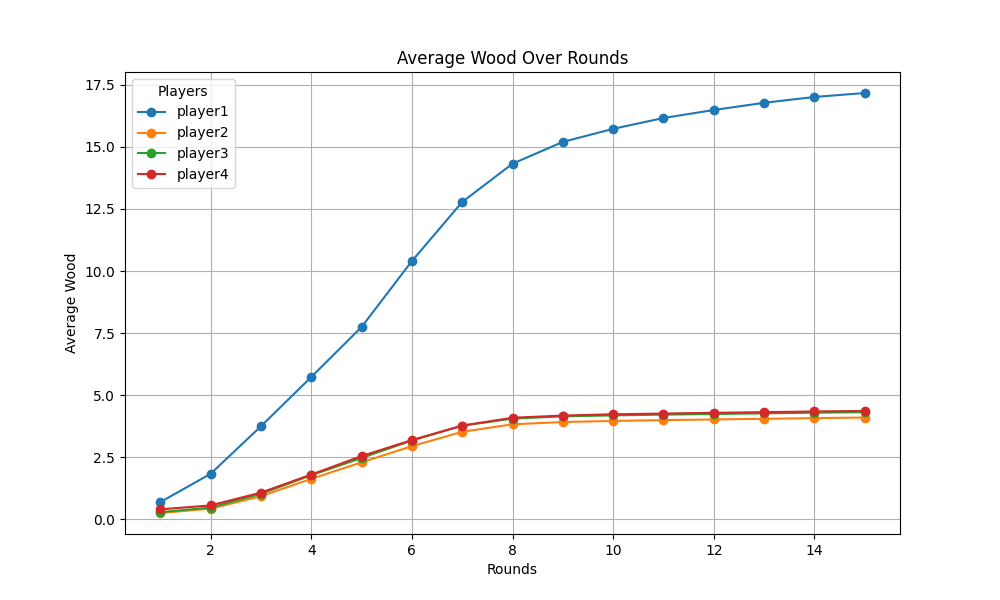 Average Wood Over Rounds
Players
player1
player2
player3
player4
17.5
15.0
12.5
10.0
7.5
5.0
2.5
0.0
Average Wood
2 4 6 8 10 12 14
Rounds